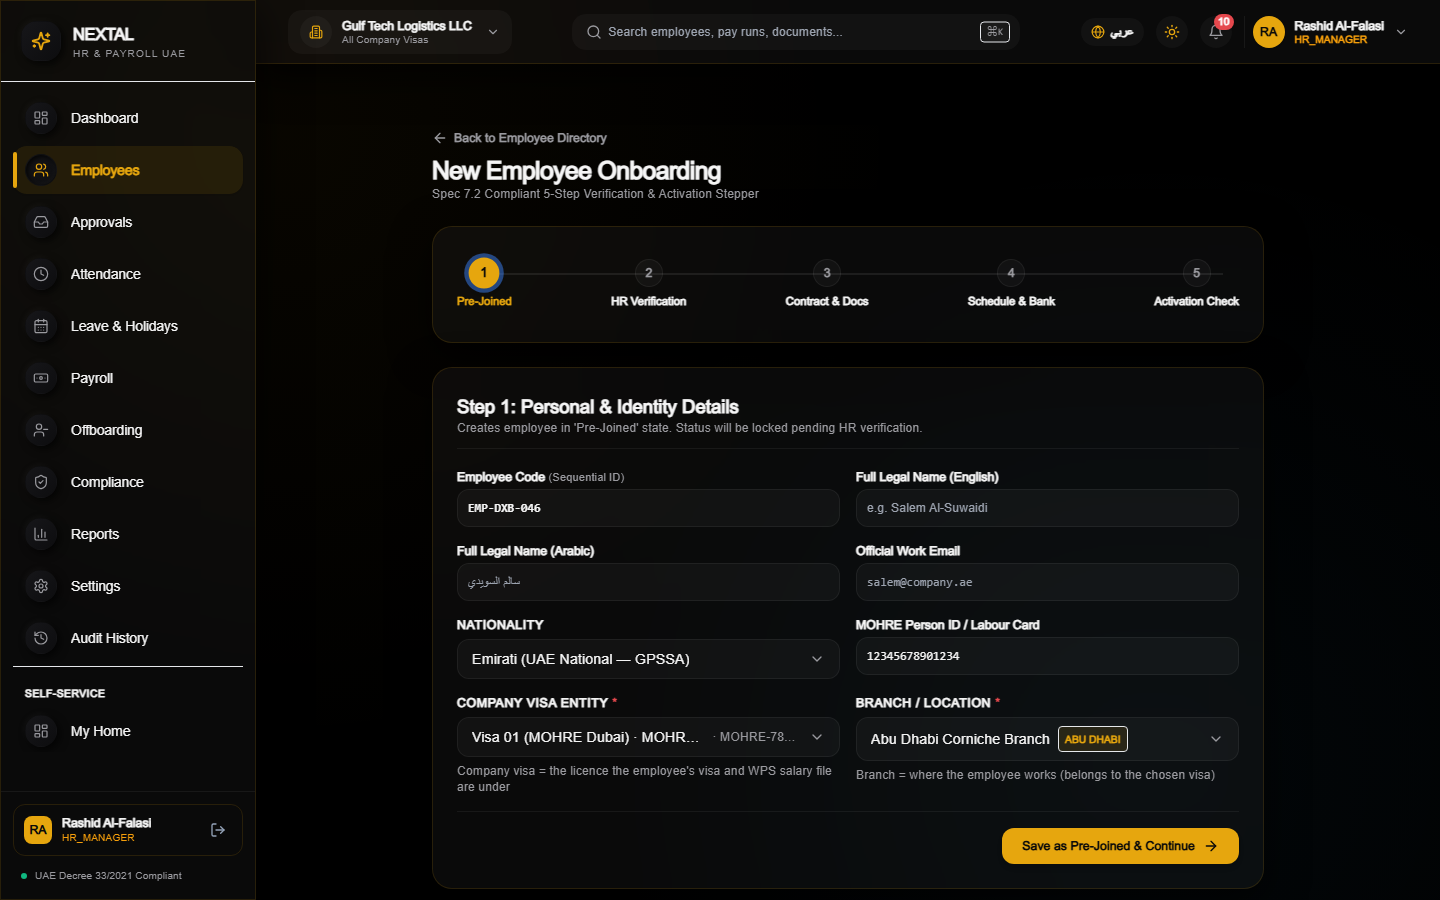 NEXTAL
HR & PAYROLL UAE
Gulf Tech Logistics LLC
All Company Visas
Search employees, pay runs, documents...
⌘K
عربي
10
RA
Rashid Al-Falasi
HR_MANAGER
Dashboard
Employees
Approvals
Attendance
Leave & Holidays
Payroll
Offboarding
Compliance
Reports
Settings
Audit History
SELF-SERVICE
My Home
RA
Rashid Al-Falasi
HR_MANAGER
UAE Decree 33/2021 Compliant
Back to Employee Directory
New Employee Onboarding
Spec 7.2 Compliant 5-Step Verification & Activation Stepper
1
Pre-Joined
2
HR Verification
3
Contract & Docs
4
Schedule & Bank
5
Activation Check
Step 1: Personal & Identity Details
Creates employee in 'Pre-Joined' state. Status will be locked pending HR verification.
Employee Code (Sequential ID)
EMP-DXB-046
Full Legal Name (English)
e.g. Salem Al-Suwaidi
Full Legal Name (Arabic)
سالم السويدي
Official Work Email
salem@company.ae
NATIONALITY
Emirati (UAE National — GPSSA)
MOHRE Person ID / Labour Card
12345678901234
COMPANY VISA ENTITY *
Visa 01 (MOHRE Dubai) · MOHR... · MOHRE-78...
Company visa = the licence the employee's visa and WPS salary file
are under
BRANCH / LOCATION *
Abu Dhabi Corniche Branch ABU DHABI
Branch = where the employee works (belongs to the chosen visa)
Save as Pre-Joined & Continue